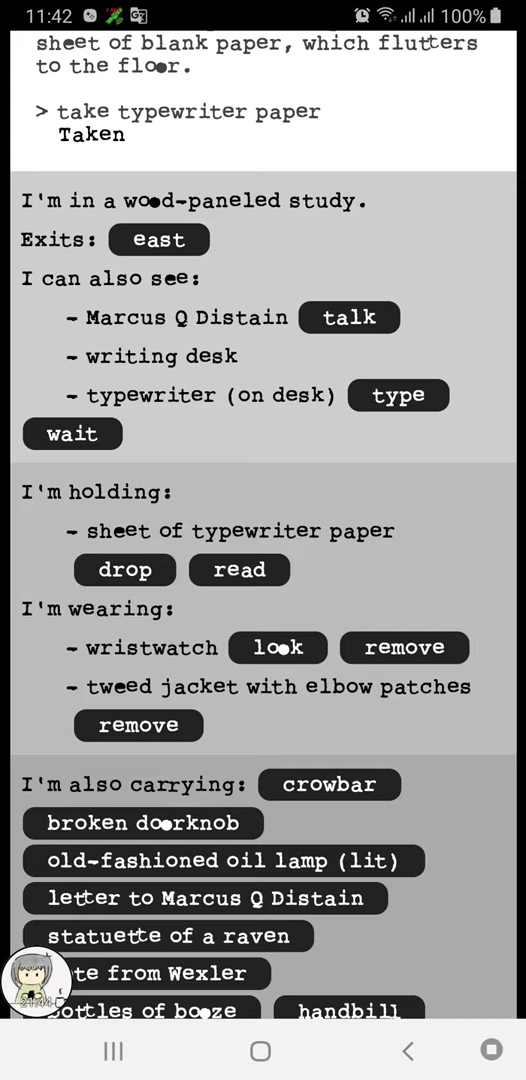 11:42 100%
sheet of blank paper, which flutters
to the floor.
> take typewriter paper
Taken
I'm in a wood-paneled study.
Exits: east
I can also see:
- Marcus Q Distain talk
- writing desk
- typewriter (on desk) type
wait
I'm holding:
- sheet of typewriter paper
drop read
I'm wearing:
- wristwatch look remove
- tweed jacket with elbow patches
remove
I'm also carrying: crowbar
broken doorknob
old-fashioned oil lamp (lit)
letter to Marcus Q Distain
statuette of a raven
te from Wexler
bottles of booze handbill
21:44